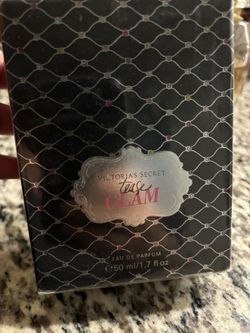 VICTORIA'S SECRET
tease
GLAM
EAU DE PARFUM
℮50 ml/1.7 fl oz